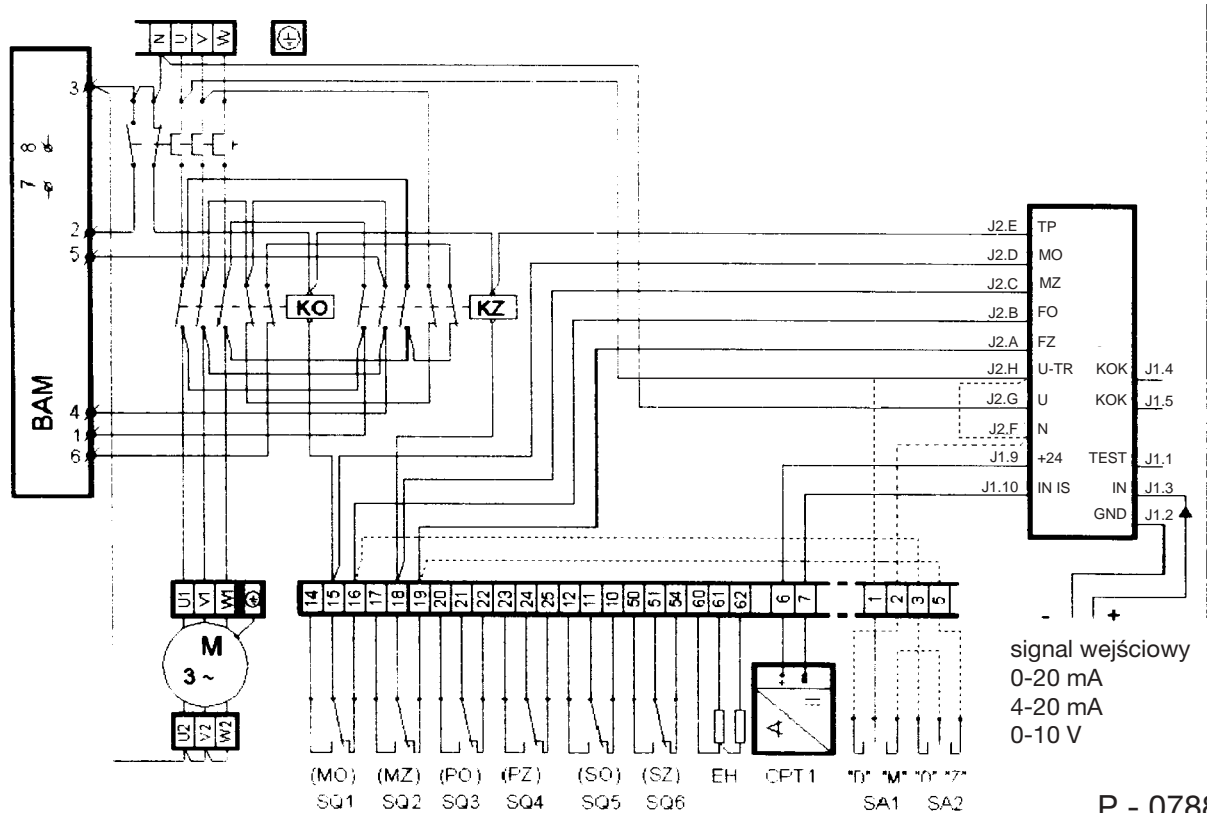 N U V W
3
8
7
2
5
4
1
6
BAM
KO
KZ
J2.E TP
J2.D MO
J2.C MZ
J2.B FO
J2.A FZ
J2.H U-TR KOK J1.4
J2.G U KOK J1.5
J2.F N
J1.9 +24 TEST J1.1
J1.10 IN IS IN J1.3
GND J1.2
U1 V1 W1
14 15 16 17 18 19 20 21 22 23 24 25 12 11 10 50 51 54 60 61 62 6 7 1 2 3 5
M
3 ~
U2 V2 W2
- +
signal wejściowy
0-20 mA
4-20 mA
0-10 V
+ -
A
(MO) (MZ) (PO) (PZ) (SO) (SZ) EH CPT1 "D" "M" "O" "Z"
SQ1 SQ2 SQ3 SQ4 SQ5 SQ6 SA1 SA2
P - 0788